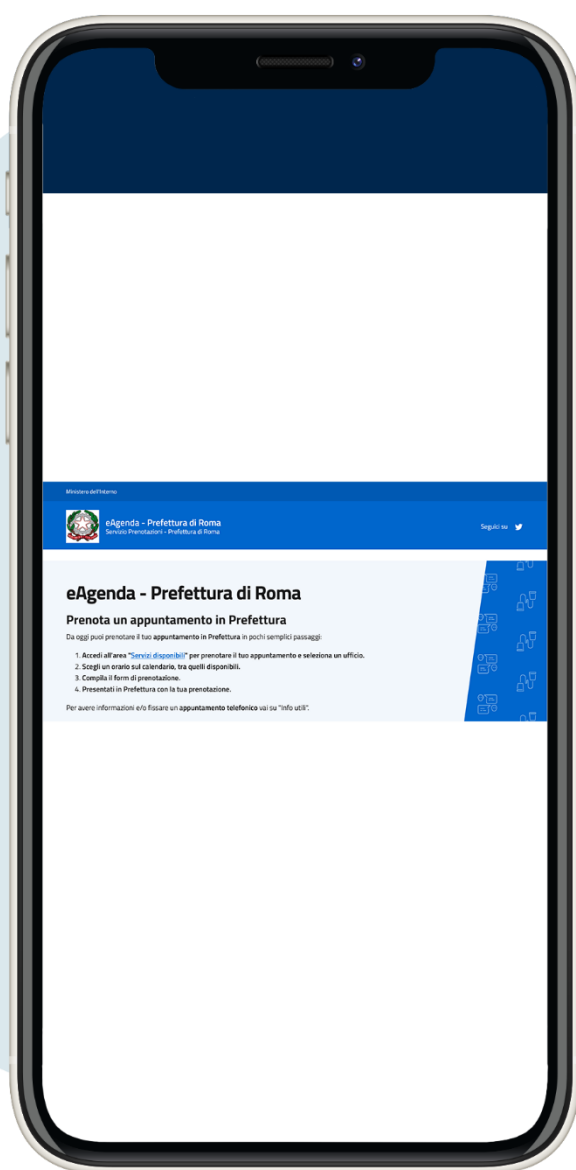 Ministero dell'Interno
eAgenda - Prefettura di Roma
Servizio Prenotazioni - Prefettura di Roma
Seguici su
eAgenda - Prefettura di Roma
Prenota un appuntamento in Prefettura
Da oggi puoi prenotare il tuo appuntamento in Prefettura in pochi semplici passaggi:
1. Accedi all'area "Servizi disponibili" per prenotare il tuo appuntamento e seleziona un ufficio.
2. Scegli un orario sul calendario, tra quelli disponibili.
3. Compila il form di prenotazione.
4. Presentati in Prefettura con la tua prenotazione.
Per avere informazioni e/o fissare un appuntamento telefonico vai su "Info utili".